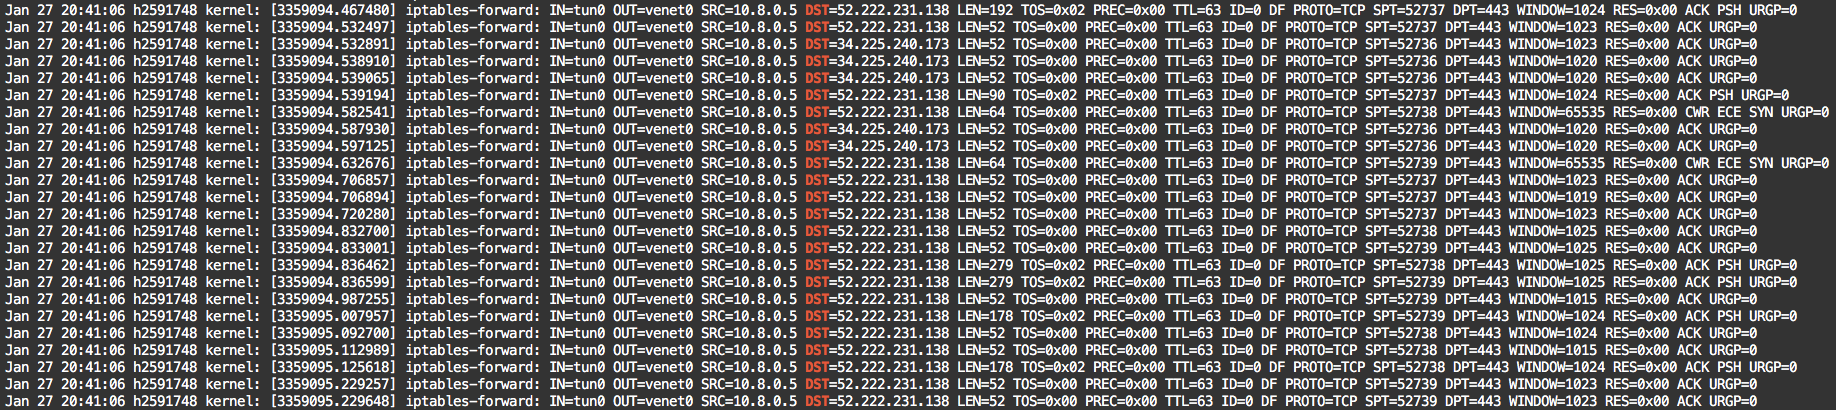 Jan 27 20:41:06 h2591748 kernel: [3359094.467480] iptables-forward: IN=tun0 OUT=venet0 SRC=10.8.0.5 DST=52.222.231.138 LEN=192 TOS=0x02 PREC=0x00 TTL=63 ID=0 DF PROTO=TCP SPT=52737 DPT=443 WINDOW=1024 RES=0x00 ACK PSH URGP=0
Jan 27 20:41:06 h2591748 kernel: [3359094.532497] iptables-forward: IN=tun0 OUT=venet0 SRC=10.8.0.5 DST=52.222.231.138 LEN=52 TOS=0x00 PREC=0x00 TTL=63 ID=0 DF PROTO=TCP SPT=52737 DPT=443 WINDOW=1023 RES=0x00 ACK URGP=0
Jan 27 20:41:06 h2591748 kernel: [3359094.532891] iptables-forward: IN=tun0 OUT=venet0 SRC=10.8.0.5 DST=34.225.240.173 LEN=52 TOS=0x00 PREC=0x00 TTL=63 ID=0 DF PROTO=TCP SPT=52736 DPT=443 WINDOW=1020 RES=0x00 ACK URGP=0
Jan 27 20:41:06 h2591748 kernel: [3359094.538910] iptables-forward: IN=tun0 OUT=venet0 SRC=10.8.0.5 DST=34.225.240.173 LEN=52 TOS=0x00 PREC=0x00 TTL=63 ID=0 DF PROTO=TCP SPT=52736 DPT=443 WINDOW=1020 RES=0x00 ACK URGP=0
Jan 27 20:41:06 h2591748 kernel: [3359094.539065] iptables-forward: IN=tun0 OUT=venet0 SRC=10.8.0.5 DST=34.225.240.173 LEN=52 TOS=0x00 PREC=0x00 TTL=63 ID=0 DF PROTO=TCP SPT=52736 DPT=443 WINDOW=1020 RES=0x00 ACK URGP=0
Jan 27 20:41:06 h2591748 kernel: [3359094.539194] iptables-forward: IN=tun0 OUT=venet0 SRC=10.8.0.5 DST=52.222.231.138 LEN=90 TOS=0x02 PREC=0x00 TTL=63 ID=0 DF PROTO=TCP SPT=52737 DPT=443 WINDOW=1024 RES=0x00 ACK PSH URGP=0
Jan 27 20:41:06 h2591748 kernel: [3359094.582541] iptables-forward: IN=tun0 OUT=venet0 SRC=10.8.0.5 DST=52.222.231.138 LEN=64 TOS=0x00 PREC=0x00 TTL=63 ID=0 DF PROTO=TCP SPT=52738 DPT=443 WINDOW=65535 RES=0x00 CWR ECE SYN URGP=0
Jan 27 20:41:06 h2591748 kernel: [3359094.587930] iptables-forward: IN=tun0 OUT=venet0 SRC=10.8.0.5 DST=34.225.240.173 LEN=52 TOS=0x00 PREC=0x00 TTL=63 ID=0 DF PROTO=TCP SPT=52736 DPT=443 WINDOW=1020 RES=0x00 ACK URGP=0
Jan 27 20:41:06 h2591748 kernel: [3359094.597125] iptables-forward: IN=tun0 OUT=venet0 SRC=10.8.0.5 DST=34.225.240.173 LEN=52 TOS=0x00 PREC=0x00 TTL=63 ID=0 DF PROTO=TCP SPT=52736 DPT=443 WINDOW=1020 RES=0x00 ACK URGP=0
Jan 27 20:41:06 h2591748 kernel: [3359094.632676] iptables-forward: IN=tun0 OUT=venet0 SRC=10.8.0.5 DST=52.222.231.138 LEN=64 TOS=0x00 PREC=0x00 TTL=63 ID=0 DF PROTO=TCP SPT=52739 DPT=443 WINDOW=65535 RES=0x00 CWR ECE SYN URGP=0
Jan 27 20:41:06 h2591748 kernel: [3359094.706857] iptables-forward: IN=tun0 OUT=venet0 SRC=10.8.0.5 DST=52.222.231.138 LEN=52 TOS=0x00 PREC=0x00 TTL=63 ID=0 DF PROTO=TCP SPT=52737 DPT=443 WINDOW=1023 RES=0x00 ACK URGP=0
Jan 27 20:41:06 h2591748 kernel: [3359094.706894] iptables-forward: IN=tun0 OUT=venet0 SRC=10.8.0.5 DST=52.222.231.138 LEN=52 TOS=0x00 PREC=0x00 TTL=63 ID=0 DF PROTO=TCP SPT=52737 DPT=443 WINDOW=1019 RES=0x00 ACK URGP=0
Jan 27 20:41:06 h2591748 kernel: [3359094.720280] iptables-forward: IN=tun0 OUT=venet0 SRC=10.8.0.5 DST=52.222.231.138 LEN=52 TOS=0x00 PREC=0x00 TTL=63 ID=0 DF PROTO=TCP SPT=52737 DPT=443 WINDOW=1023 RES=0x00 ACK URGP=0
Jan 27 20:41:06 h2591748 kernel: [3359094.832700] iptables-forward: IN=tun0 OUT=venet0 SRC=10.8.0.5 DST=52.222.231.138 LEN=52 TOS=0x00 PREC=0x00 TTL=63 ID=0 DF PROTO=TCP SPT=52738 DPT=443 WINDOW=1025 RES=0x00 ACK URGP=0
Jan 27 20:41:06 h2591748 kernel: [3359094.833001] iptables-forward: IN=tun0 OUT=venet0 SRC=10.8.0.5 DST=52.222.231.138 LEN=52 TOS=0x00 PREC=0x00 TTL=63 ID=0 DF PROTO=TCP SPT=52739 DPT=443 WINDOW=1025 RES=0x00 ACK URGP=0
Jan 27 20:41:06 h2591748 kernel: [3359094.836462] iptables-forward: IN=tun0 OUT=venet0 SRC=10.8.0.5 DST=52.222.231.138 LEN=279 TOS=0x02 PREC=0x00 TTL=63 ID=0 DF PROTO=TCP SPT=52738 DPT=443 WINDOW=1025 RES=0x00 ACK PSH URGP=0
Jan 27 20:41:06 h2591748 kernel: [3359094.836599] iptables-forward: IN=tun0 OUT=venet0 SRC=10.8.0.5 DST=52.222.231.138 LEN=279 TOS=0x02 PREC=0x00 TTL=63 ID=0 DF PROTO=TCP SPT=52739 DPT=443 WINDOW=1025 RES=0x00 ACK PSH URGP=0
Jan 27 20:41:06 h2591748 kernel: [3359094.987255] iptables-forward: IN=tun0 OUT=venet0 SRC=10.8.0.5 DST=52.222.231.138 LEN=52 TOS=0x00 PREC=0x00 TTL=63 ID=0 DF PROTO=TCP SPT=52739 DPT=443 WINDOW=1015 RES=0x00 ACK URGP=0
Jan 27 20:41:06 h2591748 kernel: [3359095.007957] iptables-forward: IN=tun0 OUT=venet0 SRC=10.8.0.5 DST=52.222.231.138 LEN=178 TOS=0x02 PREC=0x00 TTL=63 ID=0 DF PROTO=TCP SPT=52739 DPT=443 WINDOW=1024 RES=0x00 ACK PSH URGP=0
Jan 27 20:41:06 h2591748 kernel: [3359095.092700] iptables-forward: IN=tun0 OUT=venet0 SRC=10.8.0.5 DST=52.222.231.138 LEN=52 TOS=0x00 PREC=0x00 TTL=63 ID=0 DF PROTO=TCP SPT=52738 DPT=443 WINDOW=1024 RES=0x00 ACK URGP=0
Jan 27 20:41:06 h2591748 kernel: [3359095.112989] iptables-forward: IN=tun0 OUT=venet0 SRC=10.8.0.5 DST=52.222.231.138 LEN=52 TOS=0x00 PREC=0x00 TTL=63 ID=0 DF PROTO=TCP SPT=52738 DPT=443 WINDOW=1015 RES=0x00 ACK URGP=0
Jan 27 20:41:06 h2591748 kernel: [3359095.125618] iptables-forward: IN=tun0 OUT=venet0 SRC=10.8.0.5 DST=52.222.231.138 LEN=178 TOS=0x02 PREC=0x00 TTL=63 ID=0 DF PROTO=TCP SPT=52738 DPT=443 WINDOW=1024 RES=0x00 ACK PSH URGP=0
Jan 27 20:41:06 h2591748 kernel: [3359095.229257] iptables-forward: IN=tun0 OUT=venet0 SRC=10.8.0.5 DST=52.222.231.138 LEN=52 TOS=0x00 PREC=0x00 TTL=63 ID=0 DF PROTO=TCP SPT=52739 DPT=443 WINDOW=1023 RES=0x00 ACK URGP=0
Jan 27 20:41:06 h2591748 kernel: [3359095.229648] iptables-forward: IN=tun0 OUT=venet0 SRC=10.8.0.5 DST=52.222.231.138 LEN=52 TOS=0x00 PREC=0x00 TTL=63 ID=0 DF PROTO=TCP SPT=52739 DPT=443 WINDOW=1023 RES=0x00 ACK URGP=0